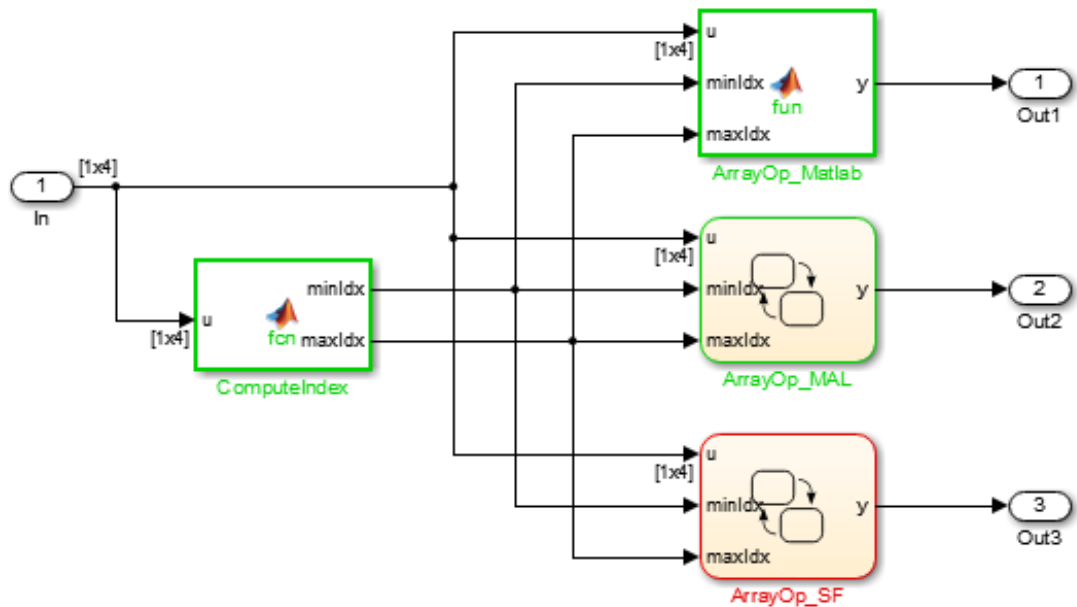 1
In
[1x4]
[1x4]
u
fcn
minIdx
maxIdx
ComputeIndex
u
[1x4]
minIdx
maxIdx
fun
y
ArrayOp_Matlab
1
Out1
u
[1x4]
minIdx
maxIdx
y
ArrayOp_MAL
2
Out2
u
[1x4]
minIdx
maxIdx
y
ArrayOp_SF
3
Out3